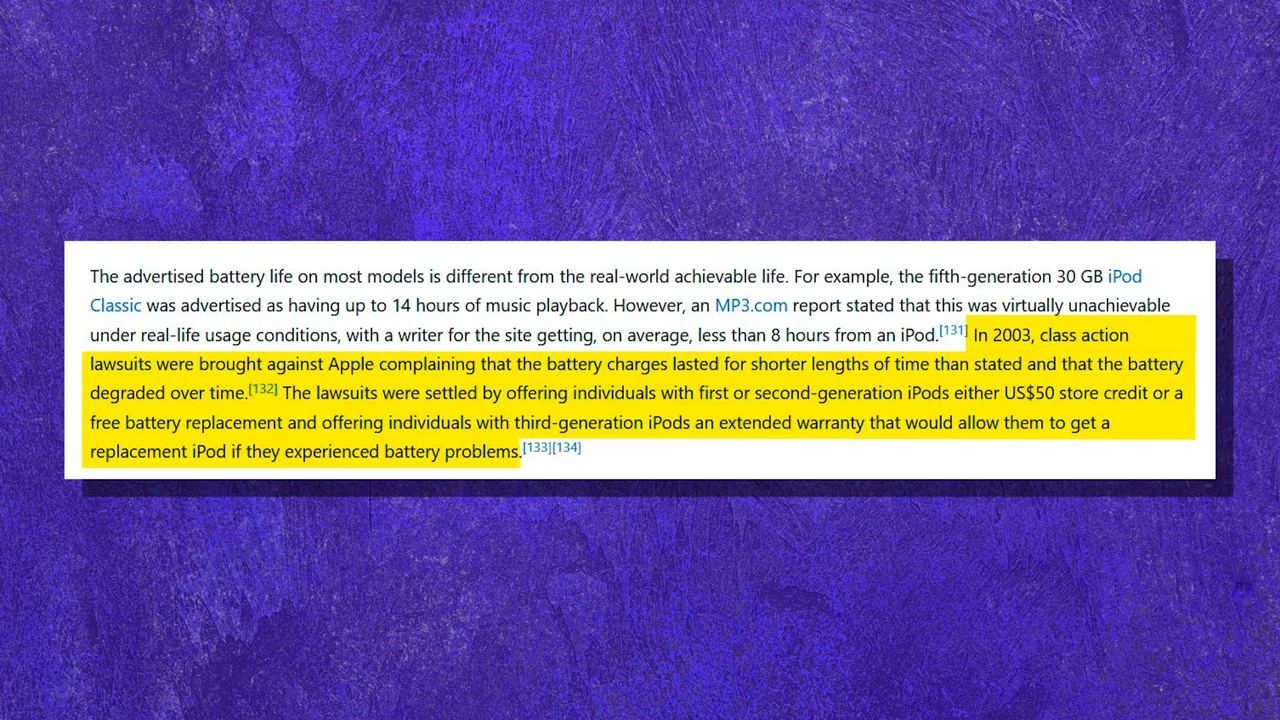 The advertised battery life on most models is different from the real-world achievable life. For example, the fifth-generation 30 GB iPod
Classic was advertised as having up to 14 hours of music playback. However, an MP3.com report stated that this was virtually unachievable
under real-life usage conditions, with a writer for the site getting, on average, less than 8 hours from an iPod.[131] In 2003, class action
lawsuits were brought against Apple complaining that the battery charges lasted for shorter lengths of time than stated and that the battery
degraded over time.[132] The lawsuits were settled by offering individuals with first or second-generation iPods either US$50 store credit or a
free battery replacement and offering individuals with third-generation iPods an extended warranty that would allow them to get a
replacement iPod if they experienced battery problems.[133][134]